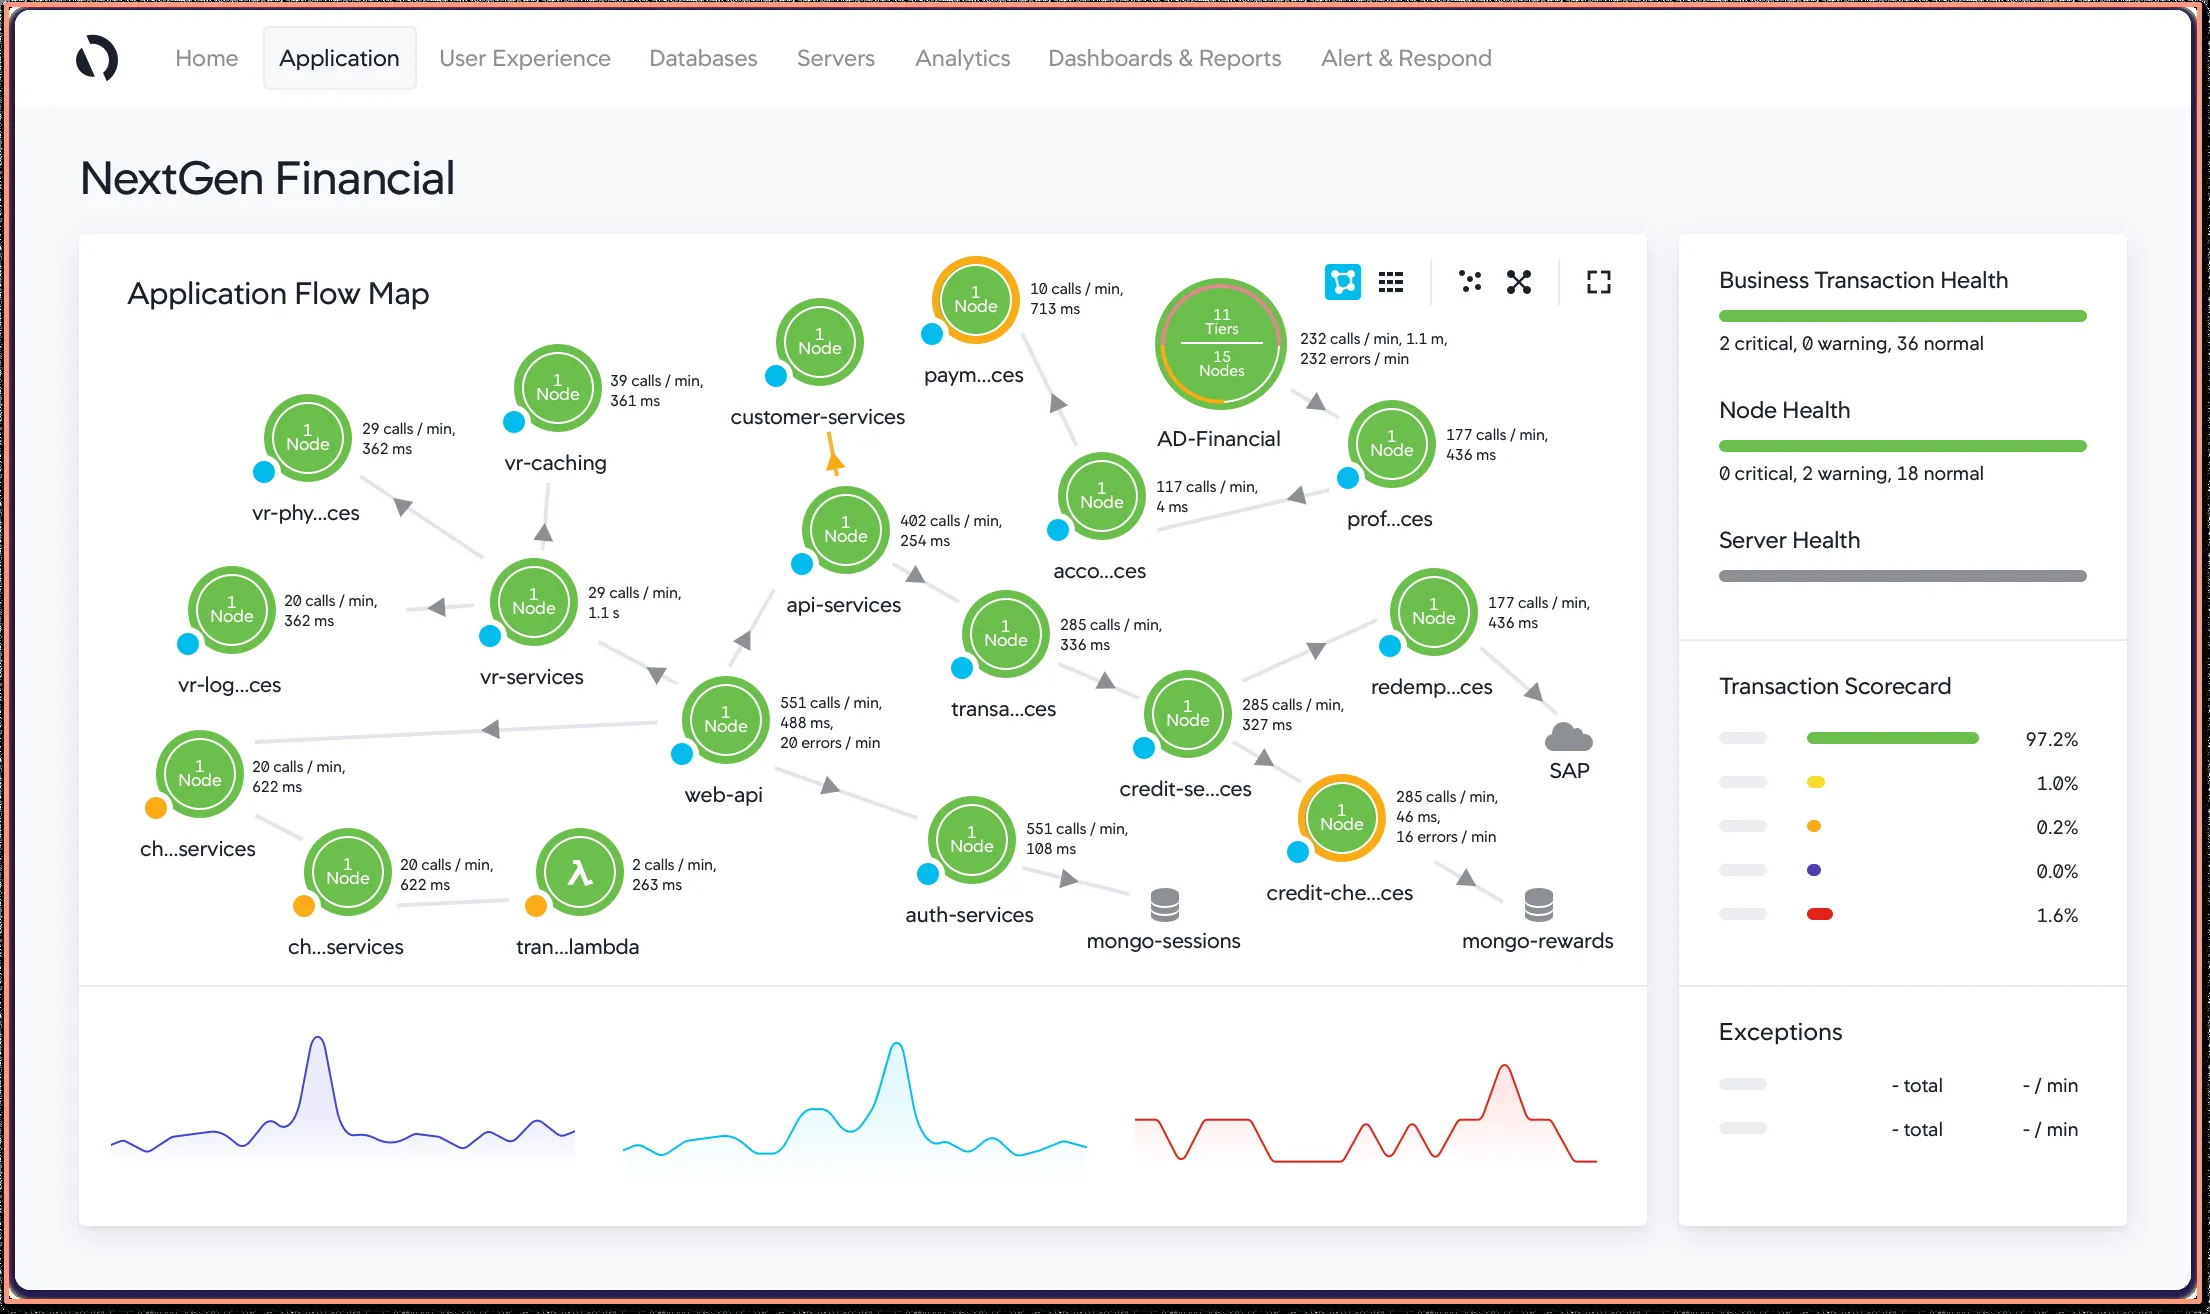 Home
Application
User Experience
Databases
Servers
Analytics
Dashboards & Reports
Alert & Respond
NextGen Financial
Application Flow Map
1
Node
10 calls / min,
713 ms
paym...ces
11
Tiers
15
Nodes
232 calls / min, 1.1 m,
232 errors / min
AD-Financial
1
Node
customer-services
1
Node
39 calls / min,
361 ms
vr-caching
1
Node
29 calls / min,
362 ms
vr-phy...ces
1
Node
177 calls / min,
436 ms
prof...ces
1
Node
117 calls / min,
4 ms
acco...ces
1
Node
402 calls / min,
254 ms
api-services
1
Node
20 calls / min,
362 ms
vr-log...ces
1
Node
29 calls / min,
1.1 s
vr-services
1
Node
285 calls / min,
336 ms
transa...ces
1
Node
177 calls / min,
436 ms
redemp...ces
1
Node
551 calls / min,
488 ms,
20 errors / min
web-api
1
Node
285 calls / min,
327 ms
credit-se...ces
SAP
1
Node
20 calls / min,
622 ms
ch...services
1
Node
285 calls / min,
46 ms,
16 errors / min
credit-che...ces
1
Node
551 calls / min,
108 ms
auth-services
1
Node
20 calls / min,
622 ms
ch...services
λ
2 calls / min,
263 ms
tran...lambda
mongo-sessions
mongo-rewards
Business Transaction Health
2 critical, 0 warning, 36 normal
Node Health
0 critical, 2 warning, 18 normal
Server Health
Transaction Scorecard
97.2%
1.0%
0.2%
0.0%
1.6%
Exceptions
- total - / min
- total - / min